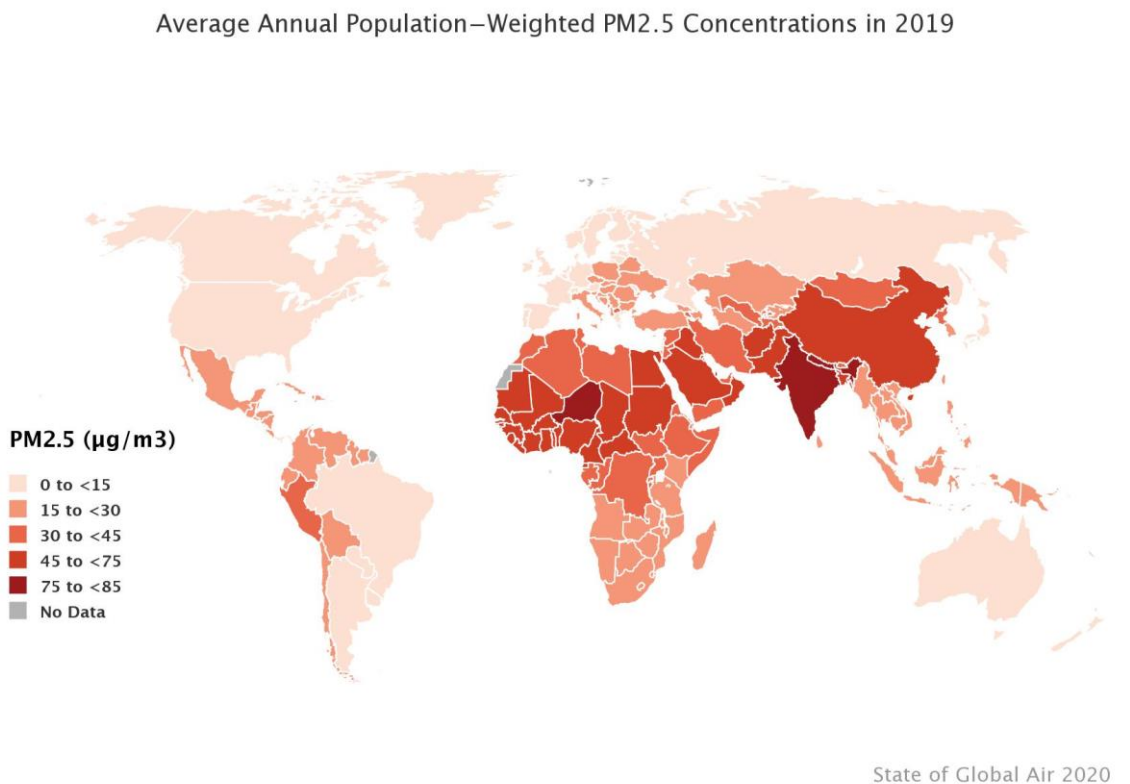 Average Annual Population−Weighted PM2.5 Concentrations in 2019
PM2.5 (µg/m3)
0 to <15
15 to <30
30 to <45
45 to <75
75 to <85
No Data
State of Global Air 2020